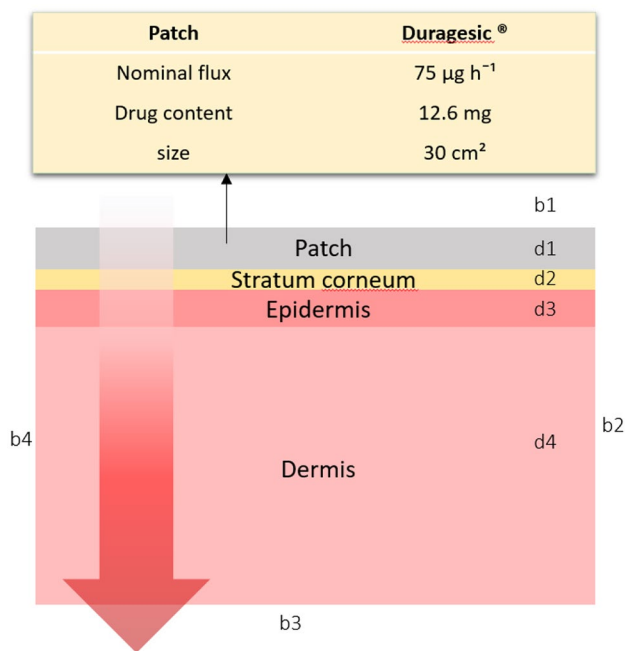 Patch Duragesic ®
Nominal flux 75 µg h⁻¹
Drug content 12.6 mg
size 30 cm²
b1
Patch d1
Stratum corneum d2
Epidermis d3
b4 b2
d4
Dermis
b3